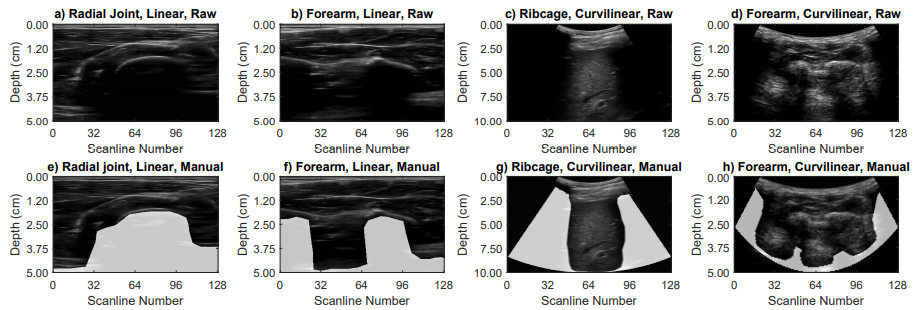 a) Radial Joint, Linear, Raw
b) Forearm, Linear, Raw
c) Ribcage, Curvilinear, Raw
d) Forearm, Curvilinear, Raw
Depth (cm)
0.00
1.20
2.50
3.75
5.00
0 32 64 96 128
Scanline Number
Depth (cm)
0.00
1.20
2.50
3.75
5.00
0 32 64 96 128
Scanline Number
Depth (cm)
0.00
2.50
5.00
7.50
10.00
0 32 64 96 128
Scanline Number
Depth (cm)
0.00
1.20
2.50
3.75
5.00
0 32 64 96 128
Scanline Number
e) Radial joint, Linear, Manual
f) Forearm, Linear, Manual
g) Ribcage, Curvilinear, Manual
h) Forearm, Curvilinear, Manual
Depth (cm)
0.00
1.20
2.50
3.75
5.00
0 32 64 96 128
Scanline Number
Depth (cm)
0.00
1.20
2.50
3.75
5.00
0 32 64 96 128
Scanline Number
Depth (cm)
0.00
2.50
5.00
7.50
10.00
0 32 64 96 128
Scanline Number
Depth (cm)
0.00
1.20
2.50
3.75
5.00
0 32 64 96 128
Scanline Number